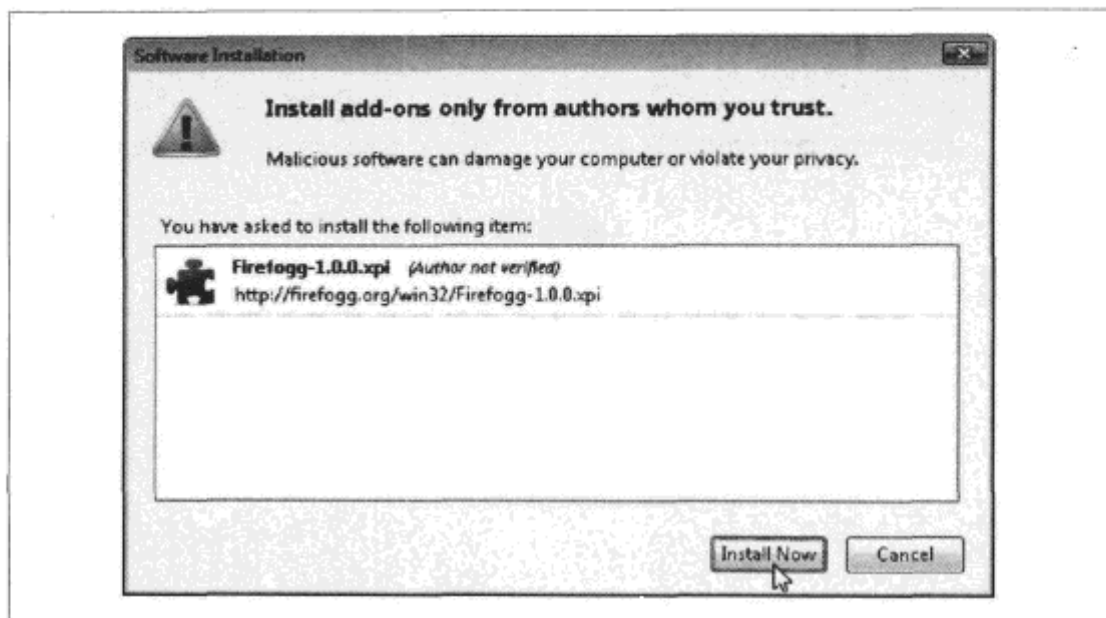 Software Installation
Install add-ons only from authors whom you trust.
Malicious software can damage your computer or violate your privacy.
You have asked to install the following item:
Firefogg-1.0.0.xpi (Author not verified)
http://firefogg.org/win32/Firefogg-1.0.0.xpi
Install Now Cancel